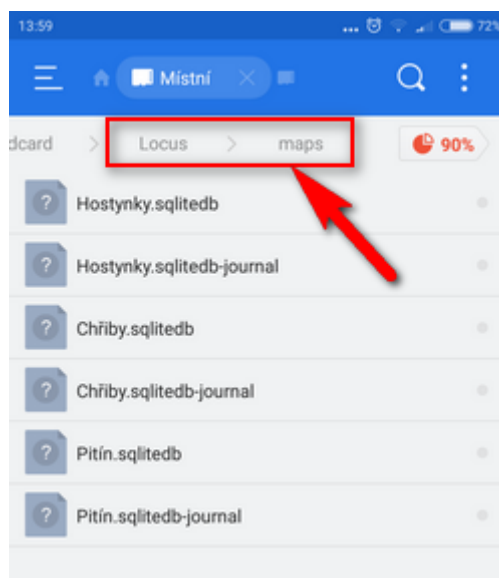 13:59 ... 72%
Místní
dcard > Locus > maps 90%
? Hostynky.sqlitedb
? Hostynky.sqlitedb-journal
? Chřiby.sqlitedb
? Chřiby.sqlitedb-journal
? Pitín.sqlitedb
? Pitín.sqlitedb-journal